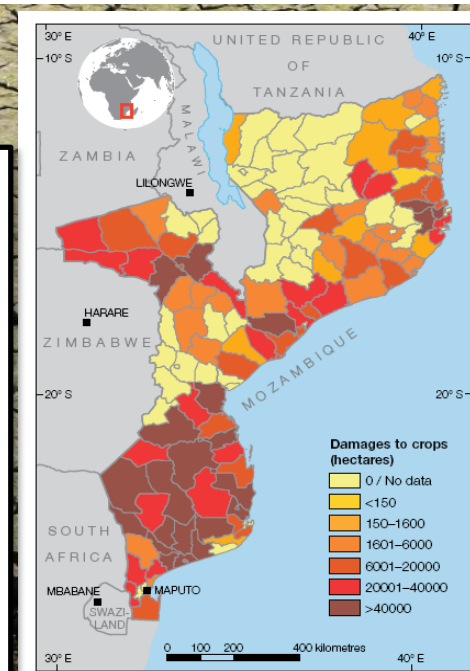 30° E
40° E
10° S
10° S
UNITED REPUBLIC
OF
TANZANIA
MALAWI
ZAMBIA
LILONGWE
HARARE
ZIMBABWE
MOZAMBIQUE
20° S
20° S
Damages to crops
(hectares)
0 / No data
<150
150–1600
1601–6000
6001–20000
20001–40000
>40000
SOUTH
AFRICA
MBABANE
MAPUTO
SWAZI-
LAND
0 100 200 400 kilometres
30° E
40° E